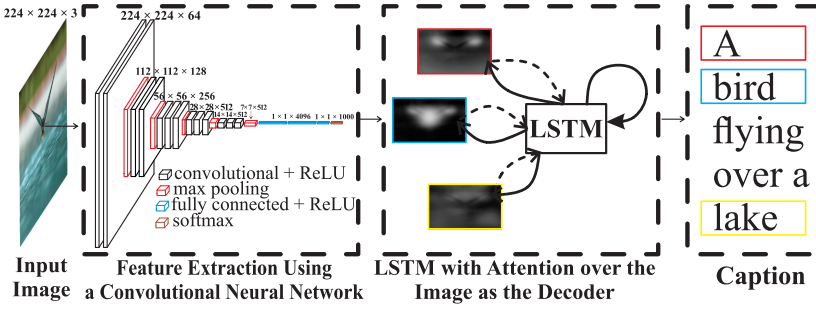 224 × 224 × 3
224 × 224 × 64
112 × 112 × 128
56 × 56 × 256
28×28×512
14×14×512
7×7×512
1 × 1 × 4096
1 × 1 × 1000
convolutional + ReLU
max pooling
fully connected + ReLU
softmax
LSTM
A
bird
flying
over a
lake
Input
Image
Feature Extraction Using
a Convolutional Neural Network
LSTM with Attention over the
Image as the Decoder
Caption